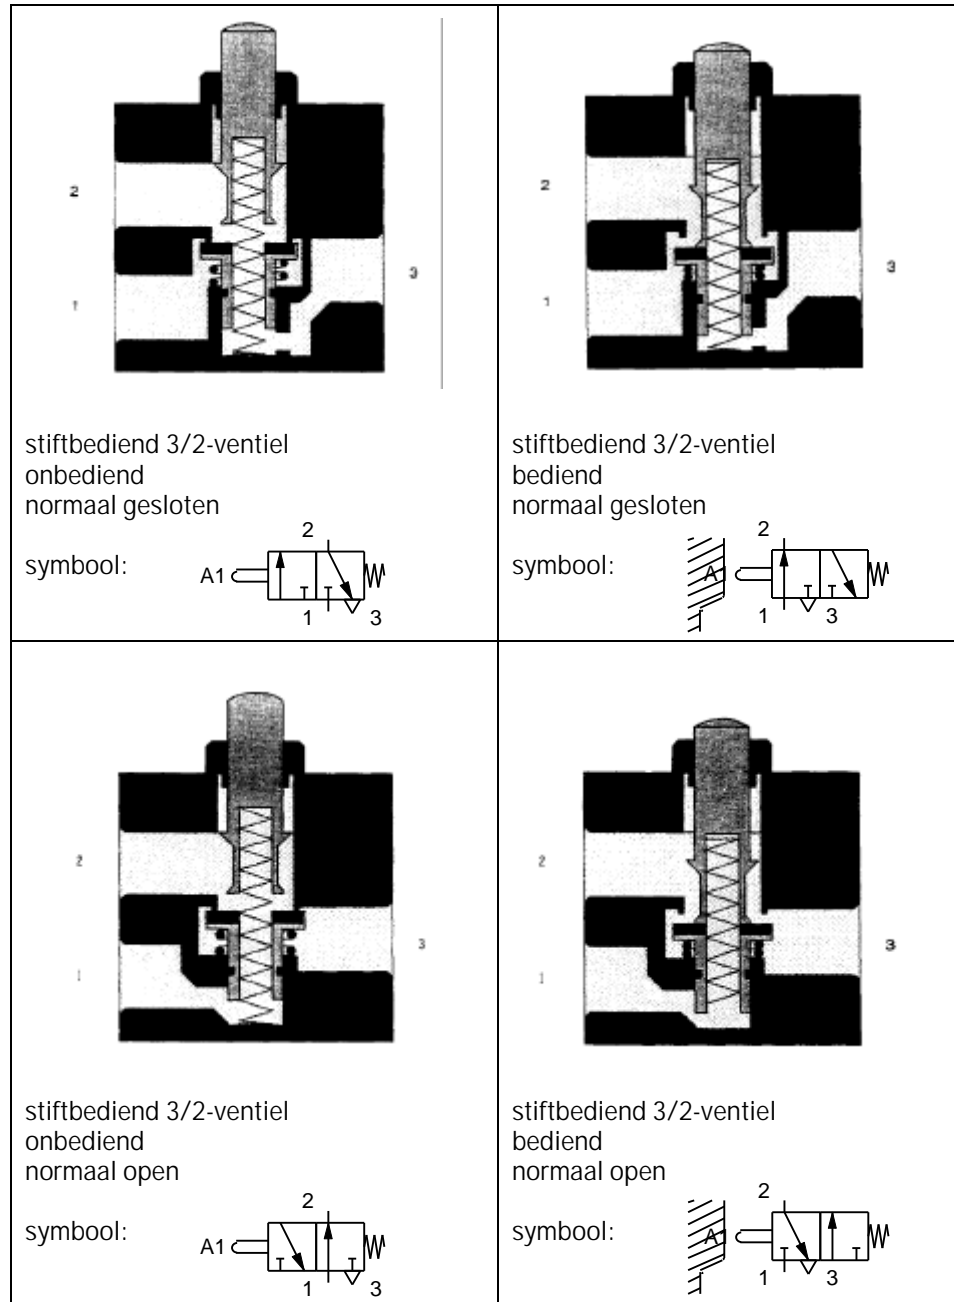 2
3
1
stiftbediend 3/2-ventiel
onbediend
normaal gesloten
symbool:
2
A1
1
3
2
3
1
stiftbediend 3/2-ventiel
bediend
normaal gesloten
symbool:
2
A
1
3
2
3
1
stiftbediend 3/2-ventiel
onbediend
normaal open
symbool:
2
A1
1
3
2
3
1
stiftbediend 3/2-ventiel
bediend
normaal open
symbool:
2
A
1
3